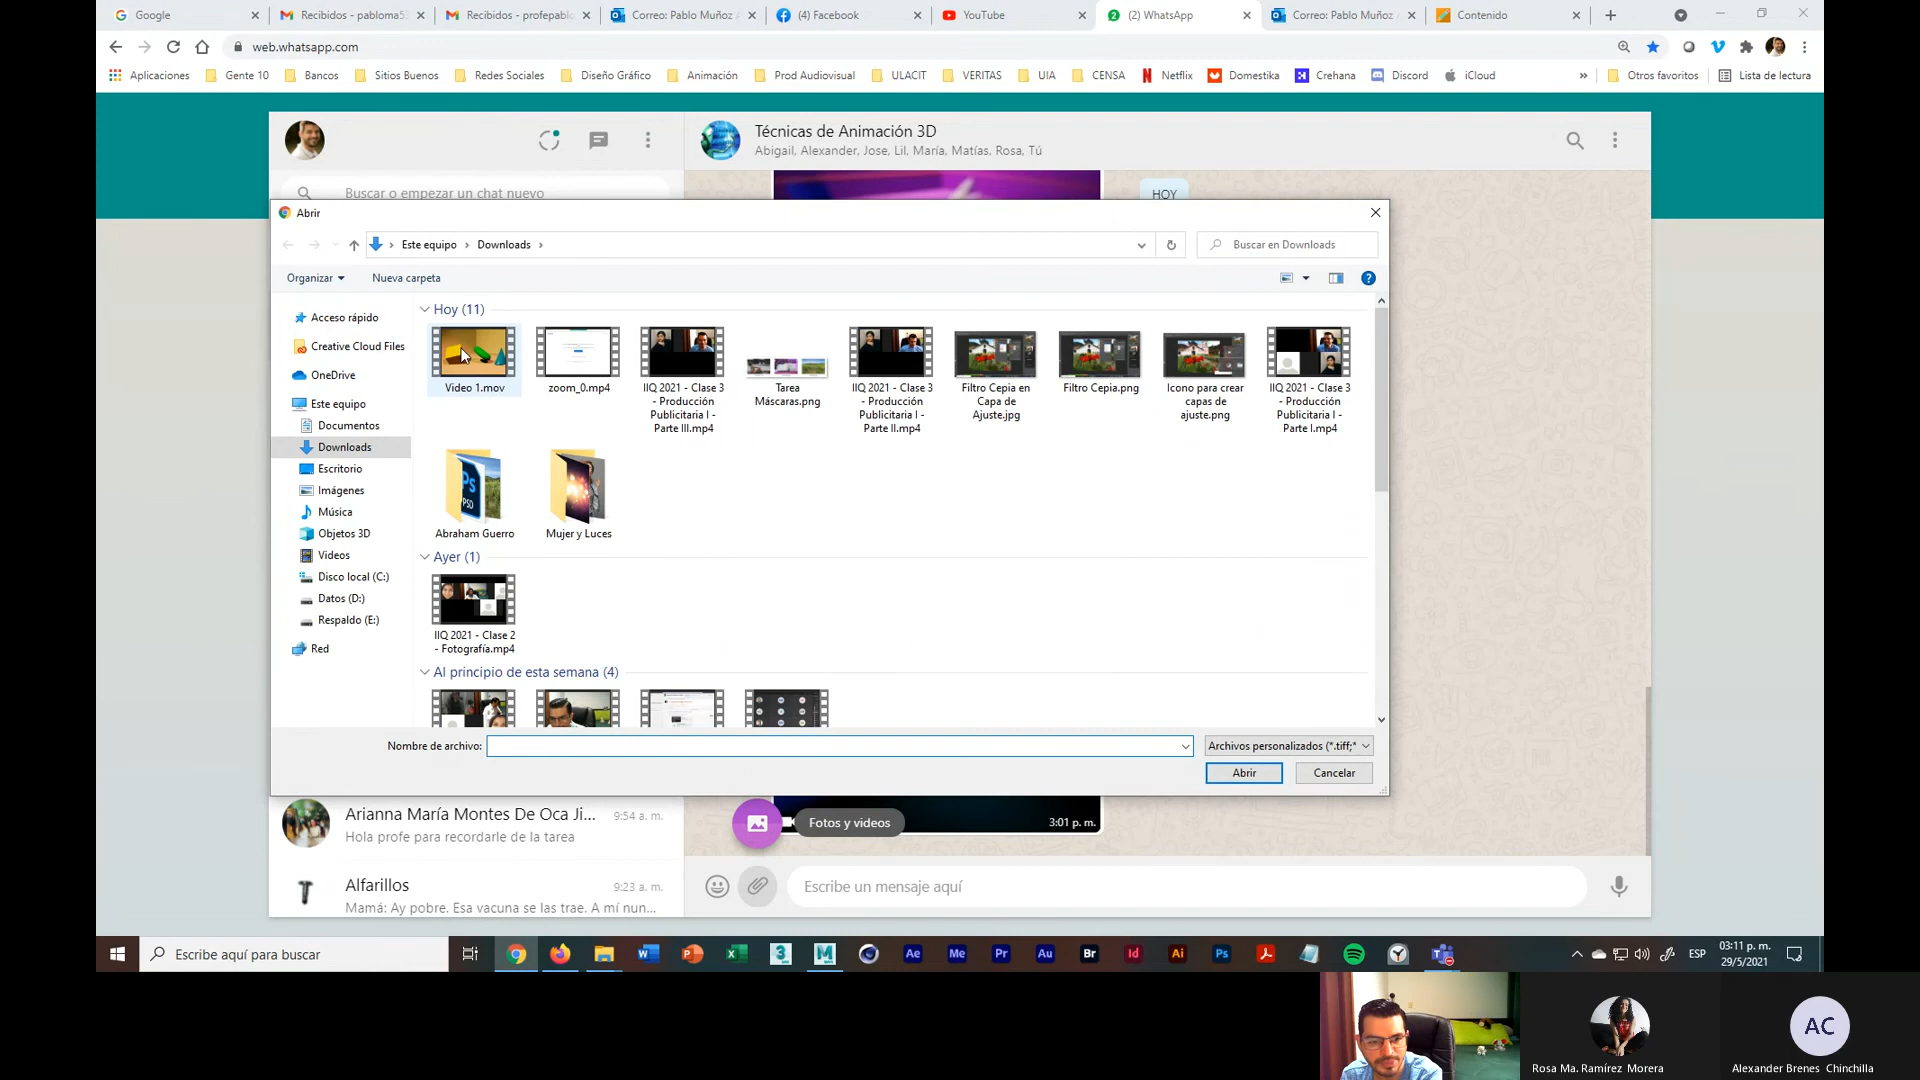 Google
Recibidos - pabloma5
Recibidos - profepablo
Correo: Pablo Muñoz
(4) Facebook
YouTube
(2) WhatsApp
Correo: Pablo Muñoz
Contenido
web.whatsapp.com
Aplicaciones
Gente 10
Bancos
Sitios Buenos
Redes Sociales
Diseño Gráfico
Animación
Prod Audiovisual
ULACIT
VERITAS
UIA
CENSA
Netflix
Domestika
Crehana
Discord
iCloud
»
Otros favoritos
Lista de lectura
Técnicas de Animación 3D
Abigail, Alexander, Jose, Lil, María, Matías, Rosa, Tú
Buscar o empezar un chat nuevo
HOY
Abrir
Este equipo
Downloads
Buscar en Downloads
Organizar
Nueva carpeta
Acceso rápido
Creative Cloud Files
OneDrive
Este equipo
Documentos
Downloads
Escritorio
Imágenes
Música
Objetos 3D
Videos
Disco local (C:)
Datos (D:)
Respaldo (E:)
Red
Hoy (11)
Video 1.mov
zoom_0.mp4
IIQ 2021 - Clase 3
- Producción
Publicitaria I -
Parte III.mp4
Tarea
Máscaras.png
IIQ 2021 - Clase 3
- Producción
Publicitaria I -
Parte II.mp4
Filtro Cepia en
Capa de
Ajuste.jpg
Filtro Cepia.png
Icono para crear
capas de
ajuste.png
IIQ 2021 - Clase 3
- Producción
Publicitaria I -
Parte I.mp4
Ps
PSD
Abraham Guerro
Mujer y Luces
Ayer (1)
IIQ 2021 - Clase 2
- Fotografía.mp4
Al principio de esta semana (4)
Nombre de archivo:
Archivos personalizados (*.tiff;*
Abrir
Cancelar
Arianna María Montes De Oca Ji...
9:54 a. m.
Hola profe para recordarle de la tarea
Alfarillos
9:23 a. m.
Mamá: Ay pobre. Esa vacuna se las trae. A mí nun...
Fotos y videos
3:01 p. m.
Escribe un mensaje aquí
Escribe aquí para buscar
3
M
Ae
Me
Pr
Au
Br
Id
Ai
Ps
ESP
03:11 p. m.
29/5/2021
Rosa Ma. Ramírez Morera
AC
Alexander Brenes Chinchilla